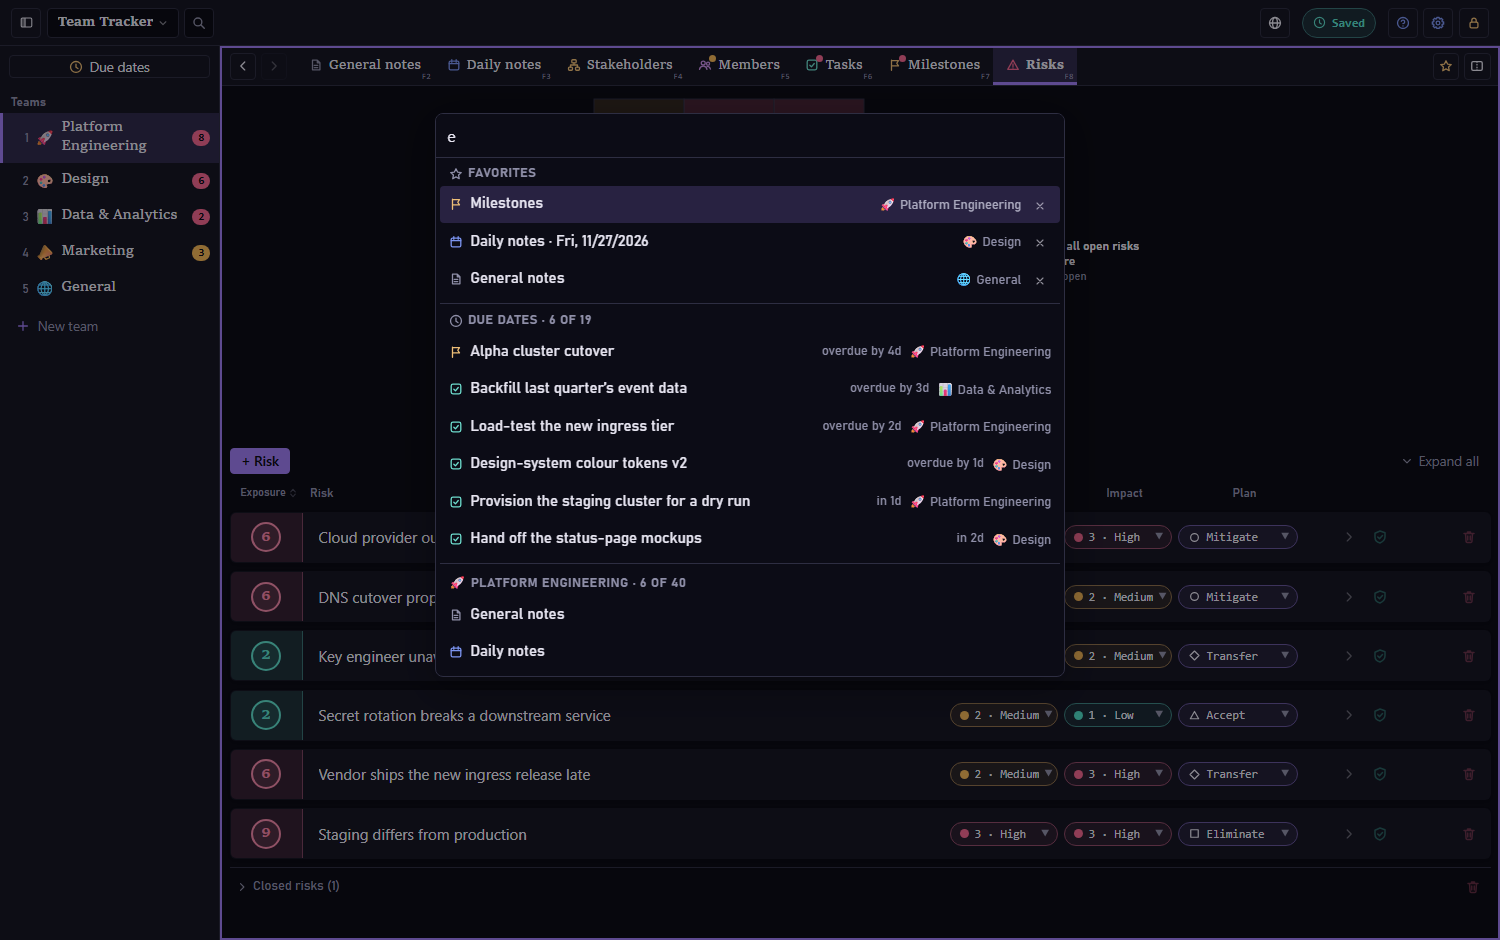 Team Tracker
Saved
Due dates
Teams
1 Platform Engineering 8
2 Design 6
3 Data & Analytics 2
4 Marketing 3
5 General
+ New team
General notes F2
Daily notes F3
Stakeholders F4
Members F5
Tasks F6
Milestones F7
Risks F8
all open risks
re
open
e
FAVORITES
Milestones Platform Engineering ×
Daily notes · Fri, 11/27/2026 Design ×
General notes General ×
DUE DATES · 6 OF 19
Alpha cluster cutover overdue by 4d Platform Engineering
Backfill last quarter’s event data overdue by 3d Data & Analytics
Load-test the new ingress tier overdue by 2d Platform Engineering
Design-system colour tokens v2 overdue by 1d Design
Provision the staging cluster for a dry run in 1d Platform Engineering
Hand off the status-page mockups in 2d Design
PLATFORM ENGINEERING · 6 OF 40
General notes
Daily notes
+ Risk
Expand all
Exposure Risk Impact Plan
6 Cloud provider ou 3 · High Mitigate
6 DNS cutover prop 2 · Medium Mitigate
2 Key engineer una 2 · Medium Transfer
2 Secret rotation breaks a downstream service 2 · Medium 1 · Low Accept
6 Vendor ships the new ingress release late 2 · Medium 3 · High Transfer
9 Staging differs from production 3 · High 3 · High Eliminate
Closed risks (1)